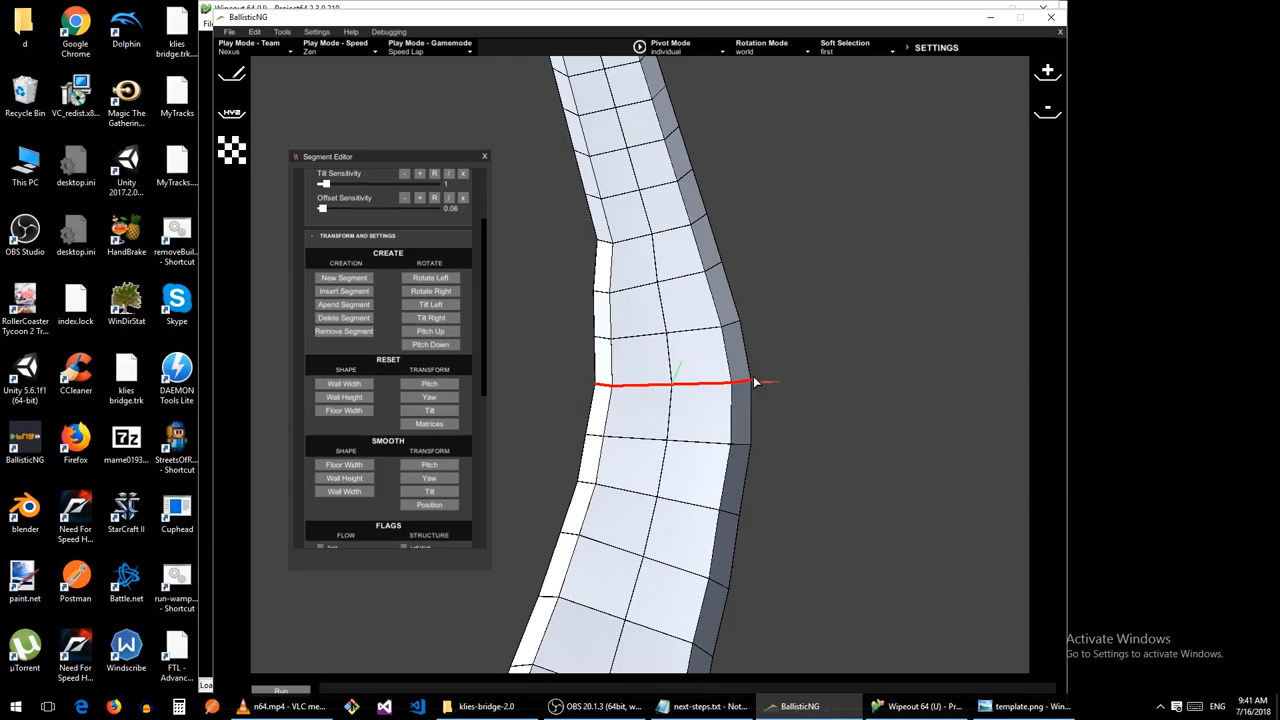 Wipeout 64 (U) - Project64 2.3.0.210
BallisticNG
File Edit Tools Settings Help Debugging X
Play Mode - Team
Nexus
Play Mode - Speed
Zen
Play Mode - Gamemode
Speed Lap
Pivot Mode
individual
Rotation Mode
world
Soft Selection
first
SETTINGS
XYZ
Segment Editor X
Tilt Sensitivity - + R / x
1
Offset Sensitivity - + R / x
0.06
- TRANSFORM AND SETTINGS
CREATE
CREATION ROTATE
New Segment Rotate Left
Insert Segment Rotate Right
Apend Segment Tilt Left
Delete Segment Tilt Right
Remove Segment Pitch Up
Pitch Down
RESET
SHAPE TRANSFORM
Wall Width Pitch
Wall Height Yaw
Floor Width Tilt
Matrices
SMOOTH
SHAPE TRANSFORM
Floor Width Pitch
Wall Height Yaw
Wall Width Tilt
Position
FLAGS
FLOW STRUCTURE
Run
d
Google
Chrome
Dolphin
klies
bridge.trk...
Recycle Bin
VC_redist.x8...
Magic The
Gatherin...
MyTracks
This PC
desktop.ini
Unity
2017.2.0...
MyTracks....
OBS Studio
desktop.ini
HandBrake
removeBuil...
- Shortcut
RollerCoaster
Tycoon 2 Tr...
index.lock
WinDirStat
Skype
Unity 5.6.1f1
(64-bit)
CCleaner
klies
bridge.trk
DAEMON
Tools Lite
BallisticNG
Firefox
mame0193...
StreetsOfR...
- Shortcut
blender
Need For
Speed H...
StarCraft II
Cuphead
paint.net
Postman
Battle.net
run-wamp...
- Shortcut
µTorrent
Need For
Speed H...
Windscribe
FTL -
Advanc...
Activate Windows
Go to Settings to activate Windows.
n64.mp4 - VLC me...
klies-bridge-2.0
OBS 20.1.3 (64bit, w...
next-steps.txt - Not...
BallisticNG
Wipeout 64 (U) - Pr...
template.png - Win...
ENG
9:41 AM
7/16/2018